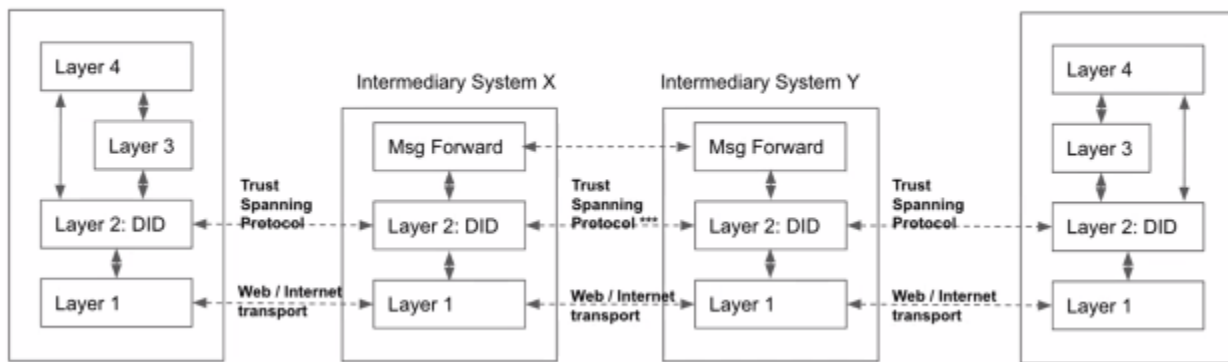 Layer 4
Layer 3
Layer 2: DID
Layer 1
Trust
Spanning
Protocol
Web / Internet
transport
Intermediary System X
Msg Forward
Layer 2: DID
Layer 1
Trust
Spanning
Protocol ***
Web / Internet
transport
Intermediary System Y
Msg Forward
Layer 2: DID
Layer 1
Trust
Spanning
Protocol
Web / Internet
transport
Layer 4
Layer 3
Layer 2: DID
Layer 1